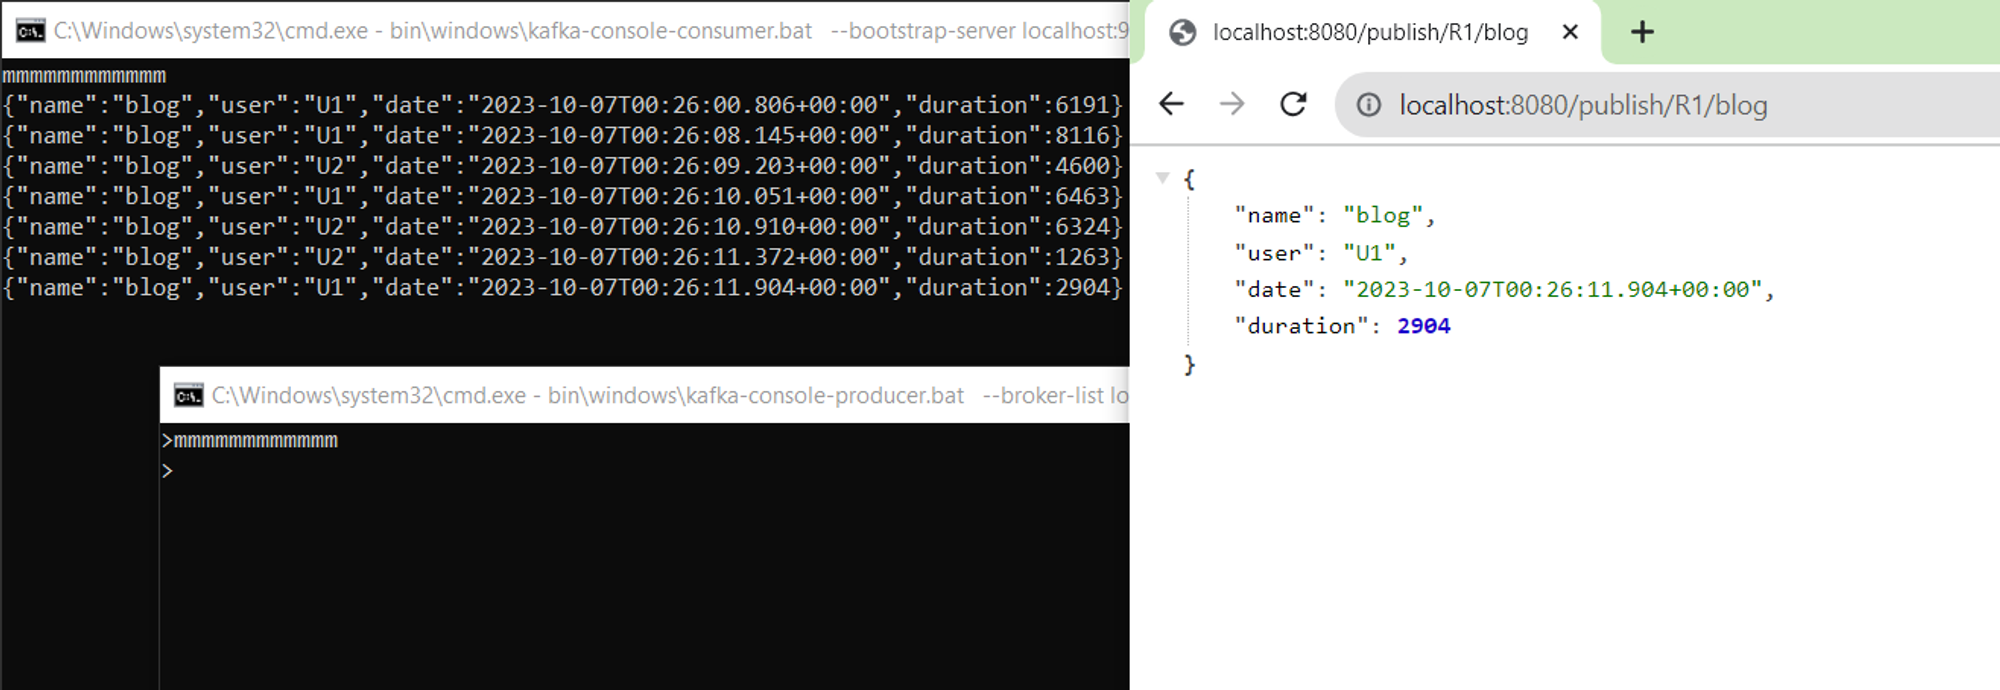 C:\Windows\system32\cmd.exe - bin\windows\kafka-console-consumer.bat  --bootstrap-server localhost:9
mmmmmmmmmmmm
{"name":"blog","user":"U1","date":"2023-10-07T00:26:00.806+00:00","duration":6191}
{"name":"blog","user":"U1","date":"2023-10-07T00:26:08.145+00:00","duration":8116}
{"name":"blog","user":"U2","date":"2023-10-07T00:26:09.203+00:00","duration":4600}
{"name":"blog","user":"U1","date":"2023-10-07T00:26:10.051+00:00","duration":6463}
{"name":"blog","user":"U2","date":"2023-10-07T00:26:10.910+00:00","duration":6324}
{"name":"blog","user":"U2","date":"2023-10-07T00:26:11.372+00:00","duration":1263}
{"name":"blog","user":"U1","date":"2023-10-07T00:26:11.904+00:00","duration":2904}
C:\Windows\system32\cmd.exe - bin\windows\kafka-console-producer.bat  --broker-list lo
>mmmmmmmmmmmm
>
localhost:8080/publish/R1/blog
localhost:8080/publish/R1/blog
{
"name": "blog",
"user": "U1",
"date": "2023-10-07T00:26:11.904+00:00",
"duration": 2904
}